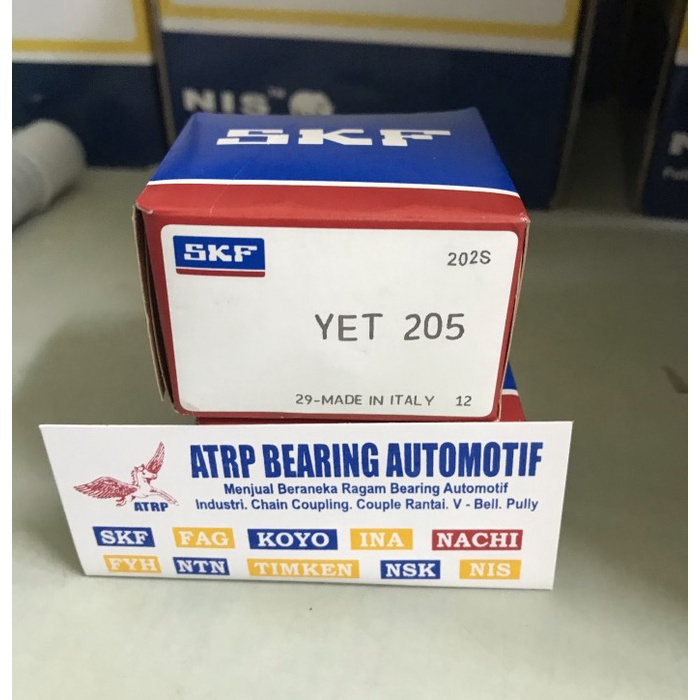 NIS™
SKF
SKF
202S
YET 205
29-MADE IN ITALY 12
ATRP BEARING AUTOMOTIF
Menjual Beraneka Ragam Bearing Automotif
Industri. Chain Coupling. Couple Rantai. V - Bell. Pully
ATRP
SKF FAG KOYO INA NACHI
FYH NTN TIMKEN NSK NIS